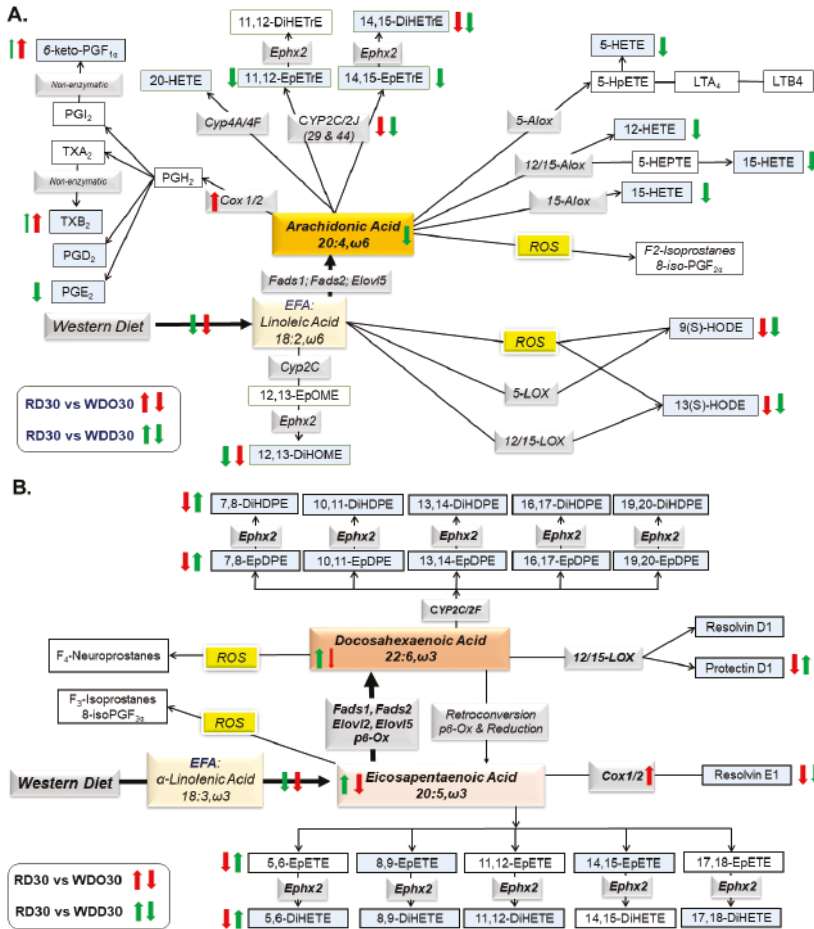 A.
11,12-DiHETrE
14,15-DiHETrE
6-keto-PGF1α
Ephx2
Ephx2
5-HETE
Non-enzymatic
20-HETE
11,12-EpETrE
14,15-EpETrE
5-HpETE
LTA4
LTB4
PGI2
Cyp4A/4F
CYP2C/2J
(29 & 44)
5-Alox
12-HETE
TXA2
12/15-Alox
5-HEPTE
15-HETE
Non-enzymatic
PGH2
Cox 1/2
15-Alox
15-HETE
TXB2
Arachidonic Acid
20:4,ω6
ROS
F2-Isoprostanes
8-iso-PGF2α
PGD2
PGE2
Fads1; Fads2; Elovl5
Western Diet
EFA:
Linoleic Acid
18:2,ω6
ROS
9(S)-HODE
Cyp2C
5-LOX
12,13-EpOME
13(S)-HODE
RD30 vs WDO30
RD30 vs WDD30
Ephx2
12/15-LOX
12,13-DiHOME
B.
7,8-DiHDPE
10,11-DiHDPE
13,14-DiHDPE
16,17-DiHDPE
19,20-DiHDPE
Ephx2
Ephx2
Ephx2
Ephx2
Ephx2
7,8-EpDPE
10,11-EpDPE
13,14-EpDPE
16,17-EpDPE
19,20-EpDPE
CYP2C/2F
Docosahexaenoic Acid
22:6,ω3
Resolvin D1
F4-Neuroprostanes
ROS
12/15-LOX
Protectin D1
F3-Isoprostanes
8-isoPGF3α
ROS
Fads1, Fads2
Elovl2, Elovl5
pβ-Ox
Retroconversion
pβ-Ox & Reduction
Western Diet
EFA:
α-Linolenic Acid
18:3,ω3
Eicosapentaenoic Acid
20:5,ω3
Cox1/2
Resolvin E1
5,6-EpETE
8,9-EpETE
11,12-EpETE
14,15-EpETE
17,18-EpETE
RD30 vs WDO30
RD30 vs WDD30
Ephx2
Ephx2
Ephx2
Ephx2
Ephx2
5,6-DiHETE
8,9-DiHETE
11,12-DiHETE
14,15-DiHETE
17,18-DiHETE